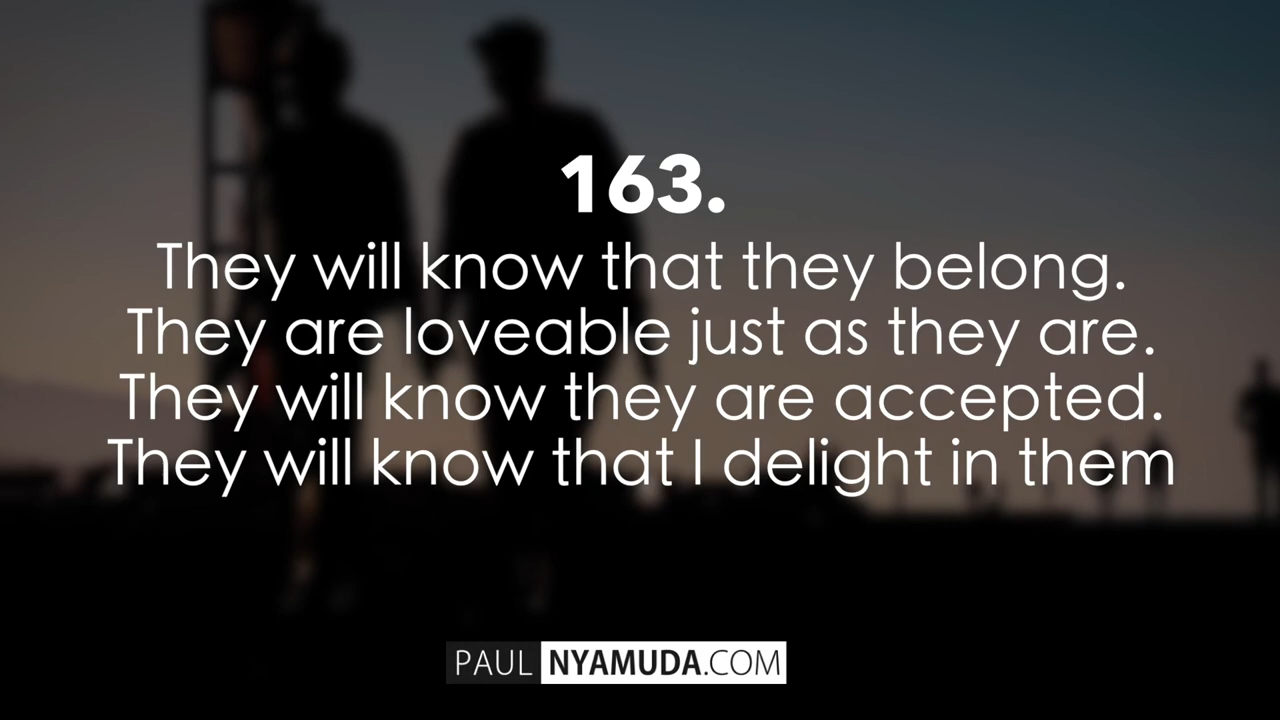 163.
They will know that they belong.
They are loveable just as they are.
They will know they are accepted.
They will know that I delight in them
PAUL NYAMUDA.COM